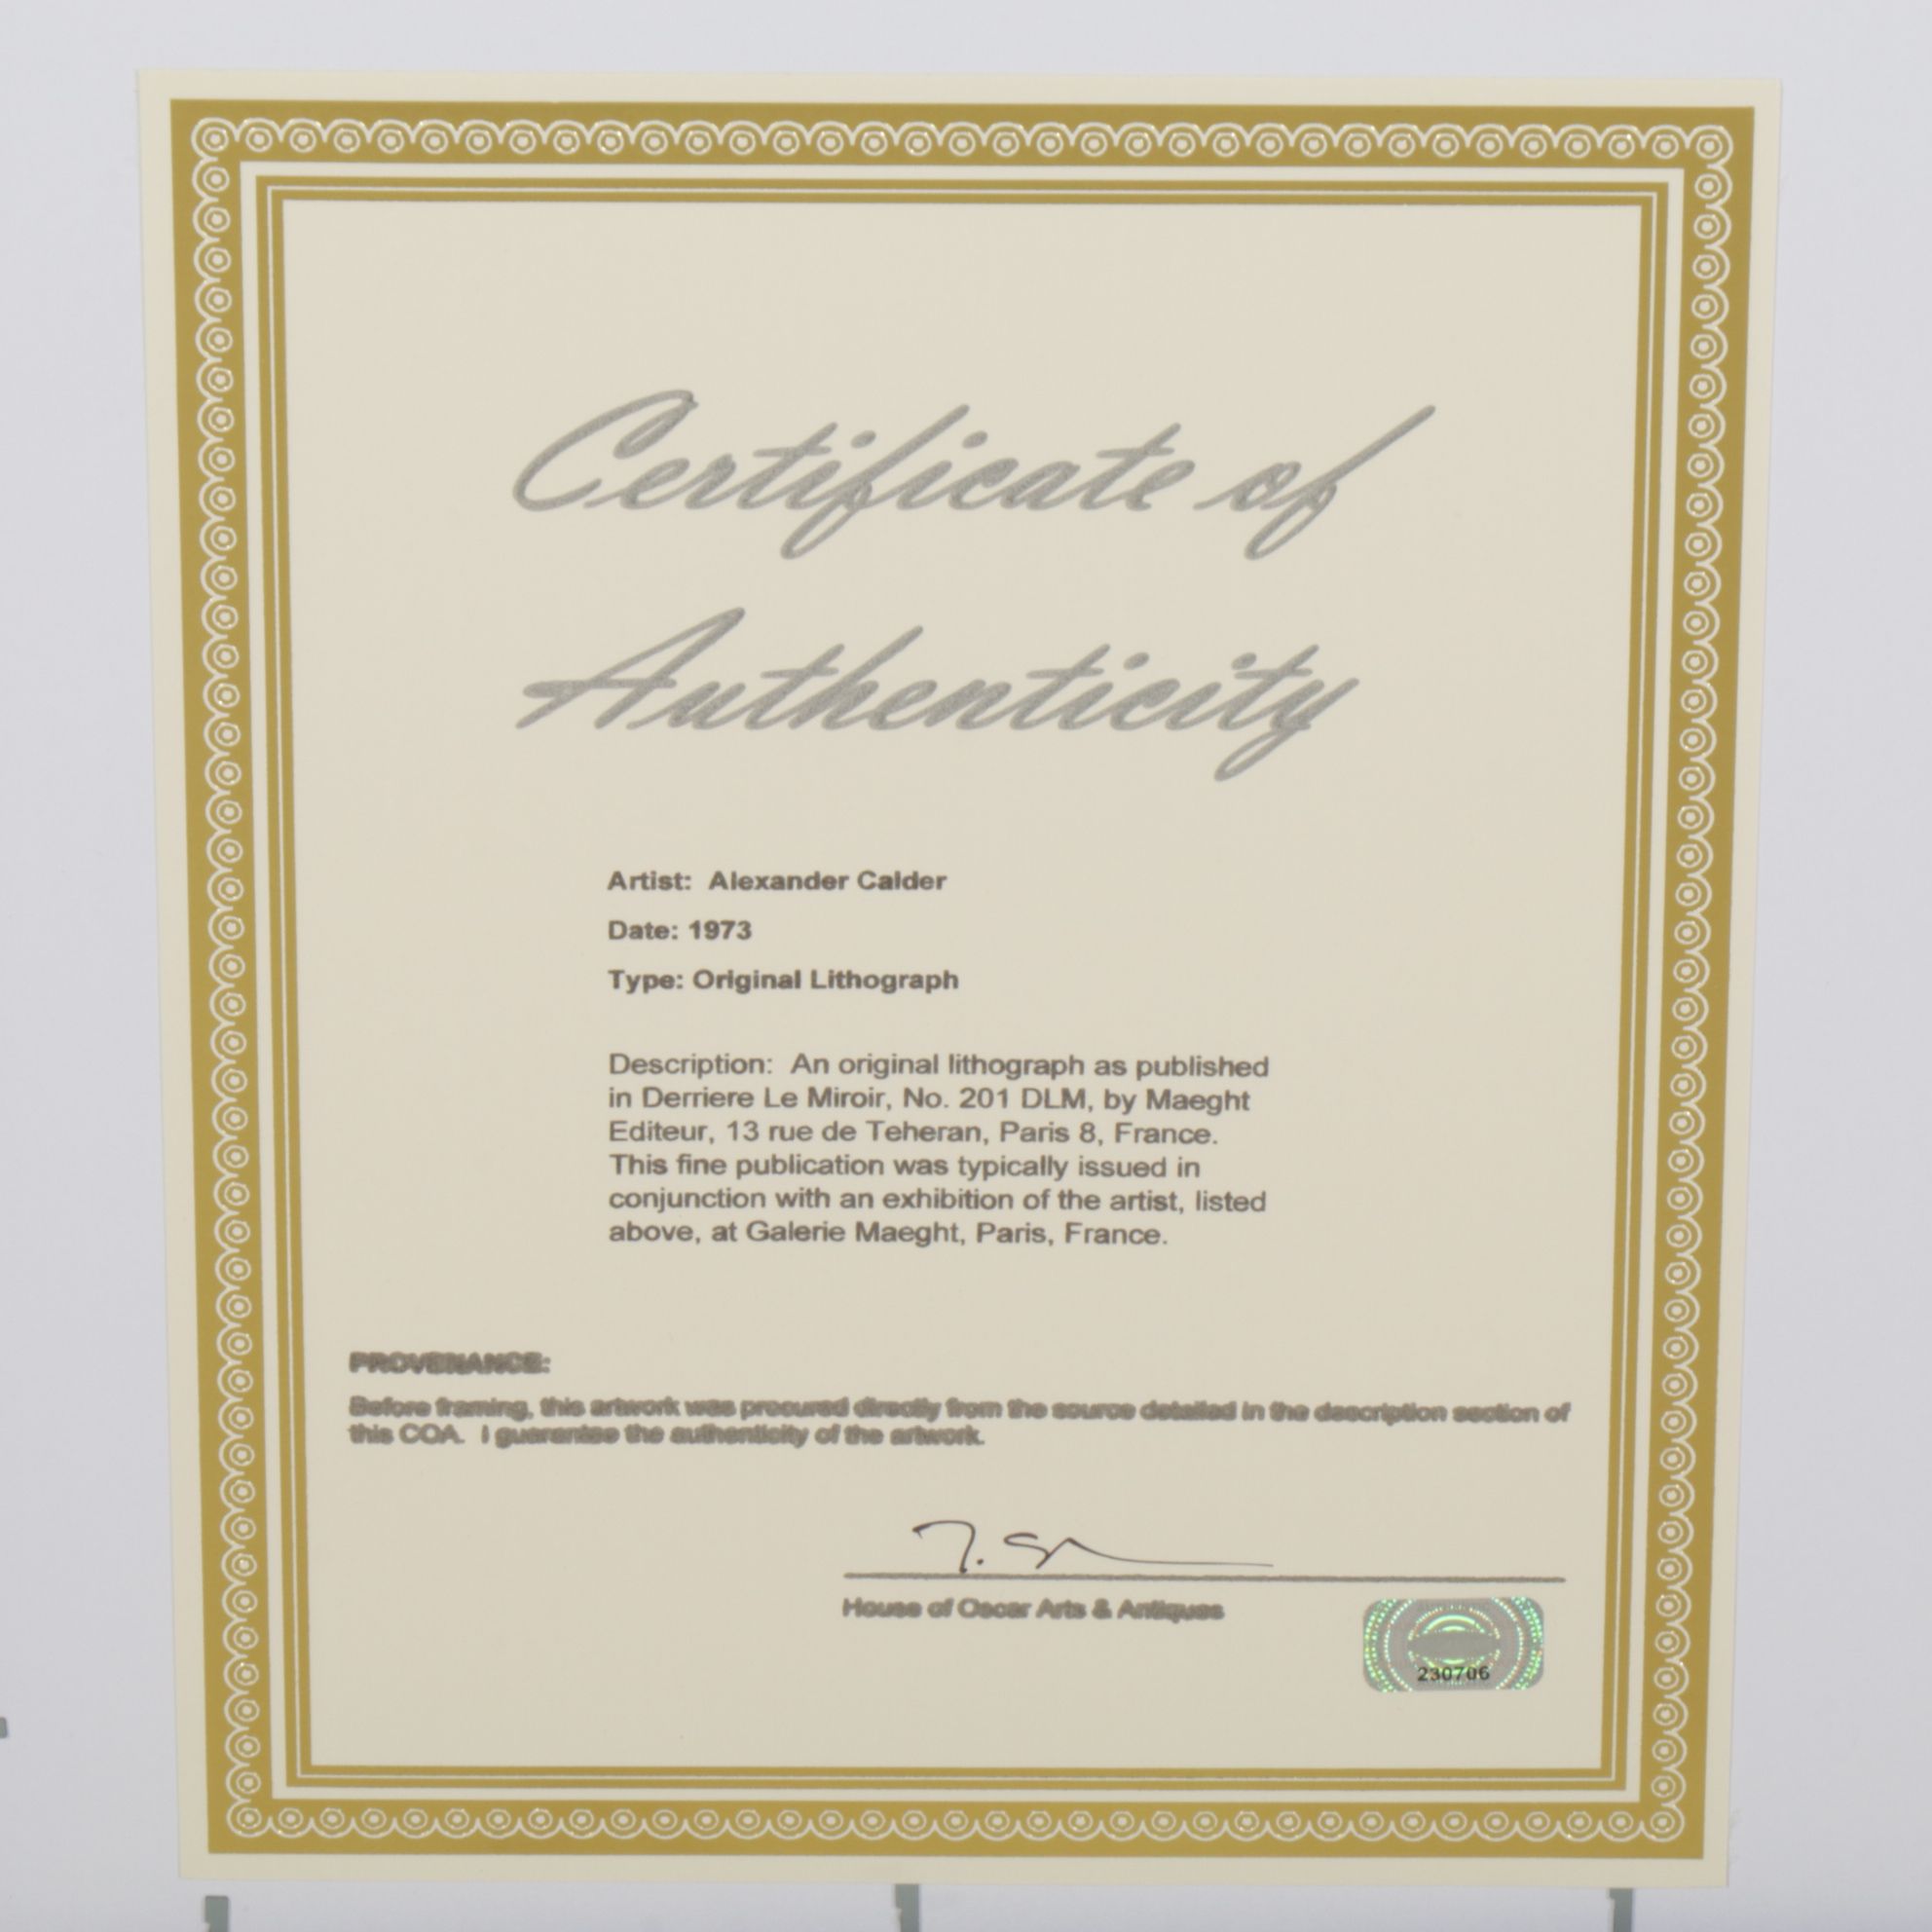 Certificate of
Authenticity
Artist: Alexander Calder
Date: 1973
Type: Original Lithograph
Description: An original lithograph as published
in Derriere Le Miroir, No. 201 DLM, by Maeght
Editeur, 13 rue de Teheran, Paris 8, France.
This fine publication was typically issued in
conjunction with an exhibition of the artist, listed
above, at Galerie Maeght, Paris, France.
PROVENANCE:
Before framing, this artwork was procured directly from the source detailed in the description section of
this COA. I guarantee the authenticity of the artwork.
House of Oscar Arts & Antiques
230706